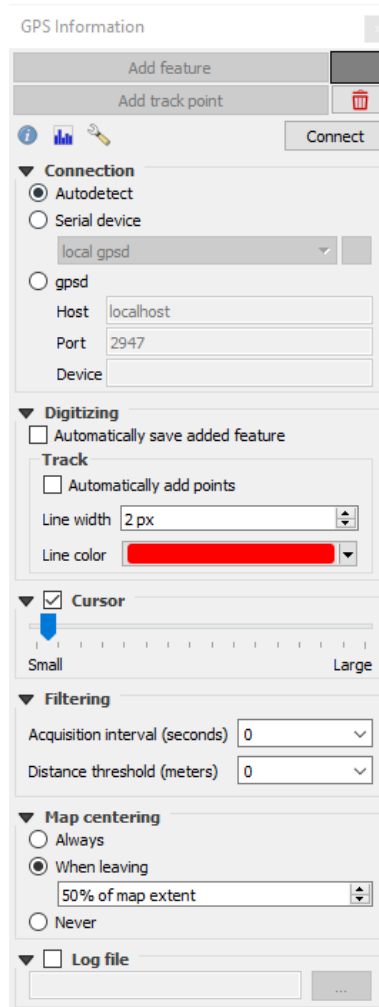 GPS Information
Add feature
Add track point
Connect
Connection
Autodetect
Serial device
local gpsd
gpsd
Host localhost
Port 2947
Device
Digitizing
Automatically save added feature
Track
Automatically add points
Line width 2 px
Line color
Cursor
Small Large
Filtering
Acquisition interval (seconds) 0
Distance threshold (meters) 0
Map centering
Always
When leaving
50% of map extent
Never
Log file
...